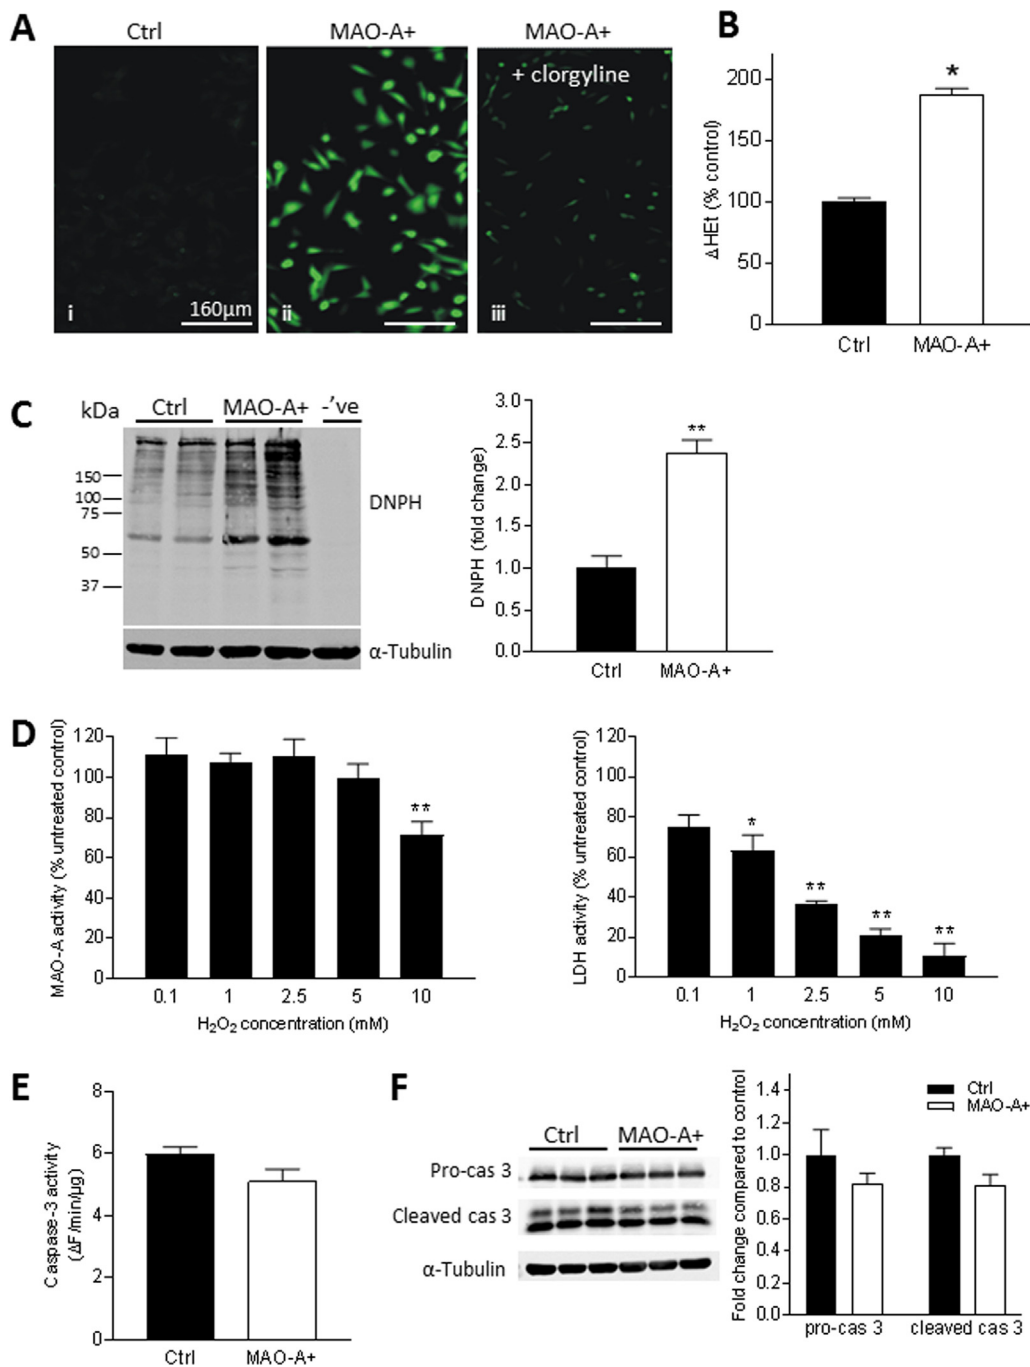 A
Ctrl
MAO-A+
MAO-A+
+ clorgyline
i
160µm
ii
iii
B
ΔHEt (% control)
200
150
100
50
0
*
Ctrl
MAO-A+
C
kDa
Ctrl
MAO-A+
-'ve
150
100
75
50
37
DNPH
α-Tubulin
DNPH (fold change)
3.0
2.5
2.0
1.5
1.0
0.5
0.0
**
Ctrl
MAO-A+
D
MAO-A activity (% untreated control)
120
100
80
60
40
20
0
**
0.1 1 2.5 5 10
H₂O₂ concentration (mM)
LDH activity (% untreated control)
120
100
80
60
40
20
0
* ** ** **
0.1 1 2.5 5 10
H₂O₂ concentration (mM)
E
Caspase-3 activity
(ΔF/min/µg)
8
6
4
2
0
Ctrl
MAO-A+
F
Ctrl
MAO-A+
Pro-cas 3
Cleaved cas 3
α-Tubulin
Fold change compared to control
1.4
1.2
1.0
0.8
0.6
0.4
0.2
0.0
Ctrl
MAO-A+
pro-cas 3
cleaved cas 3